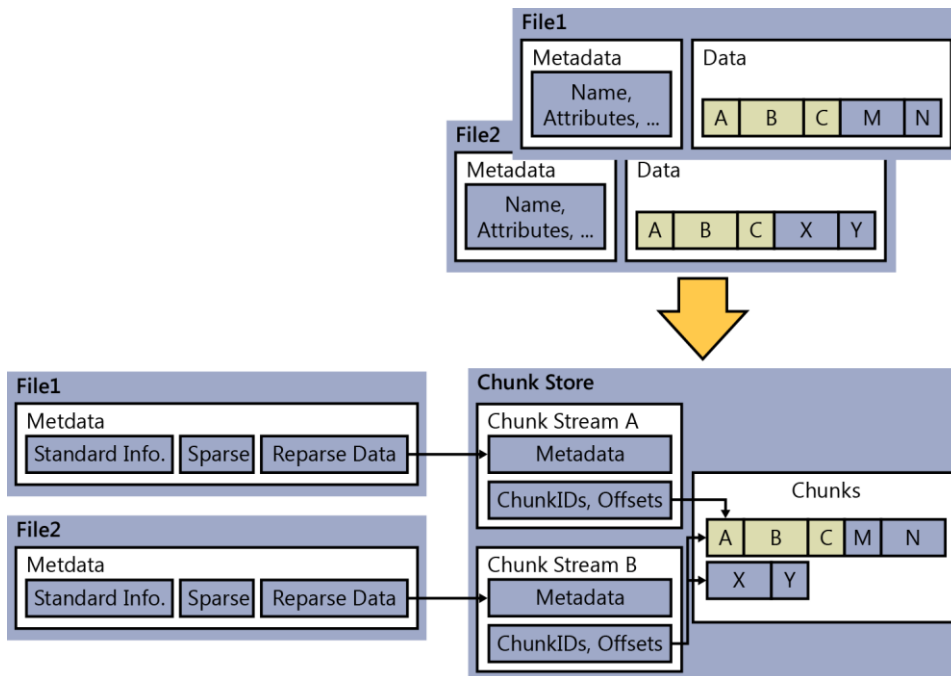 File1
Metadata
Name,
Attributes, ...
Data
A B C M N
File2
Metadata
Name,
Attributes, ...
Data
A B C X Y
File1
Metdata
Standard Info. Sparse Reparse Data
File2
Metdata
Standard Info. Sparse Reparse Data
Chunk Store
Chunk Stream A
Metadata
ChunkIDs, Offsets
Chunk Stream B
Metadata
ChunkIDs, Offsets
Chunks
A B C M N
X Y